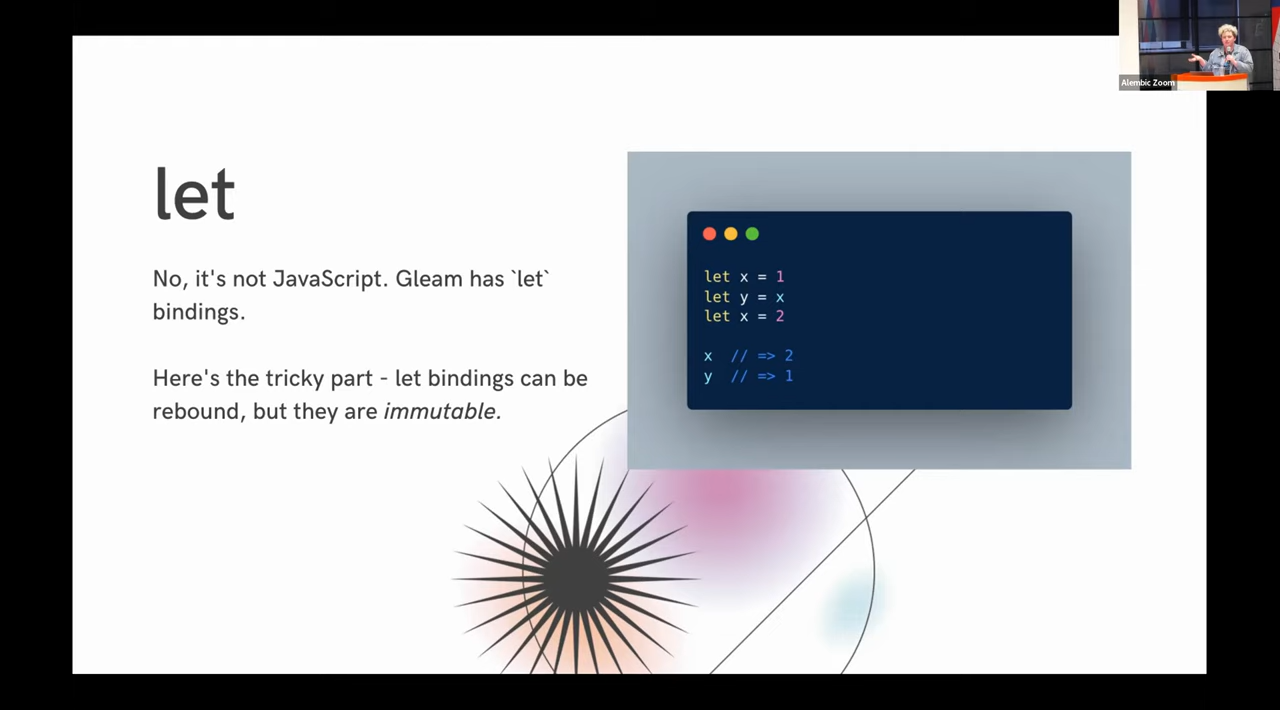 Alembic Zoom
let
No, it's not JavaScript. Gleam has `let`
bindings.
Here's the tricky part - let bindings can be
rebound, but they are immutable.
let x = 1
let y = x
let x = 2
x // => 2
y // => 1